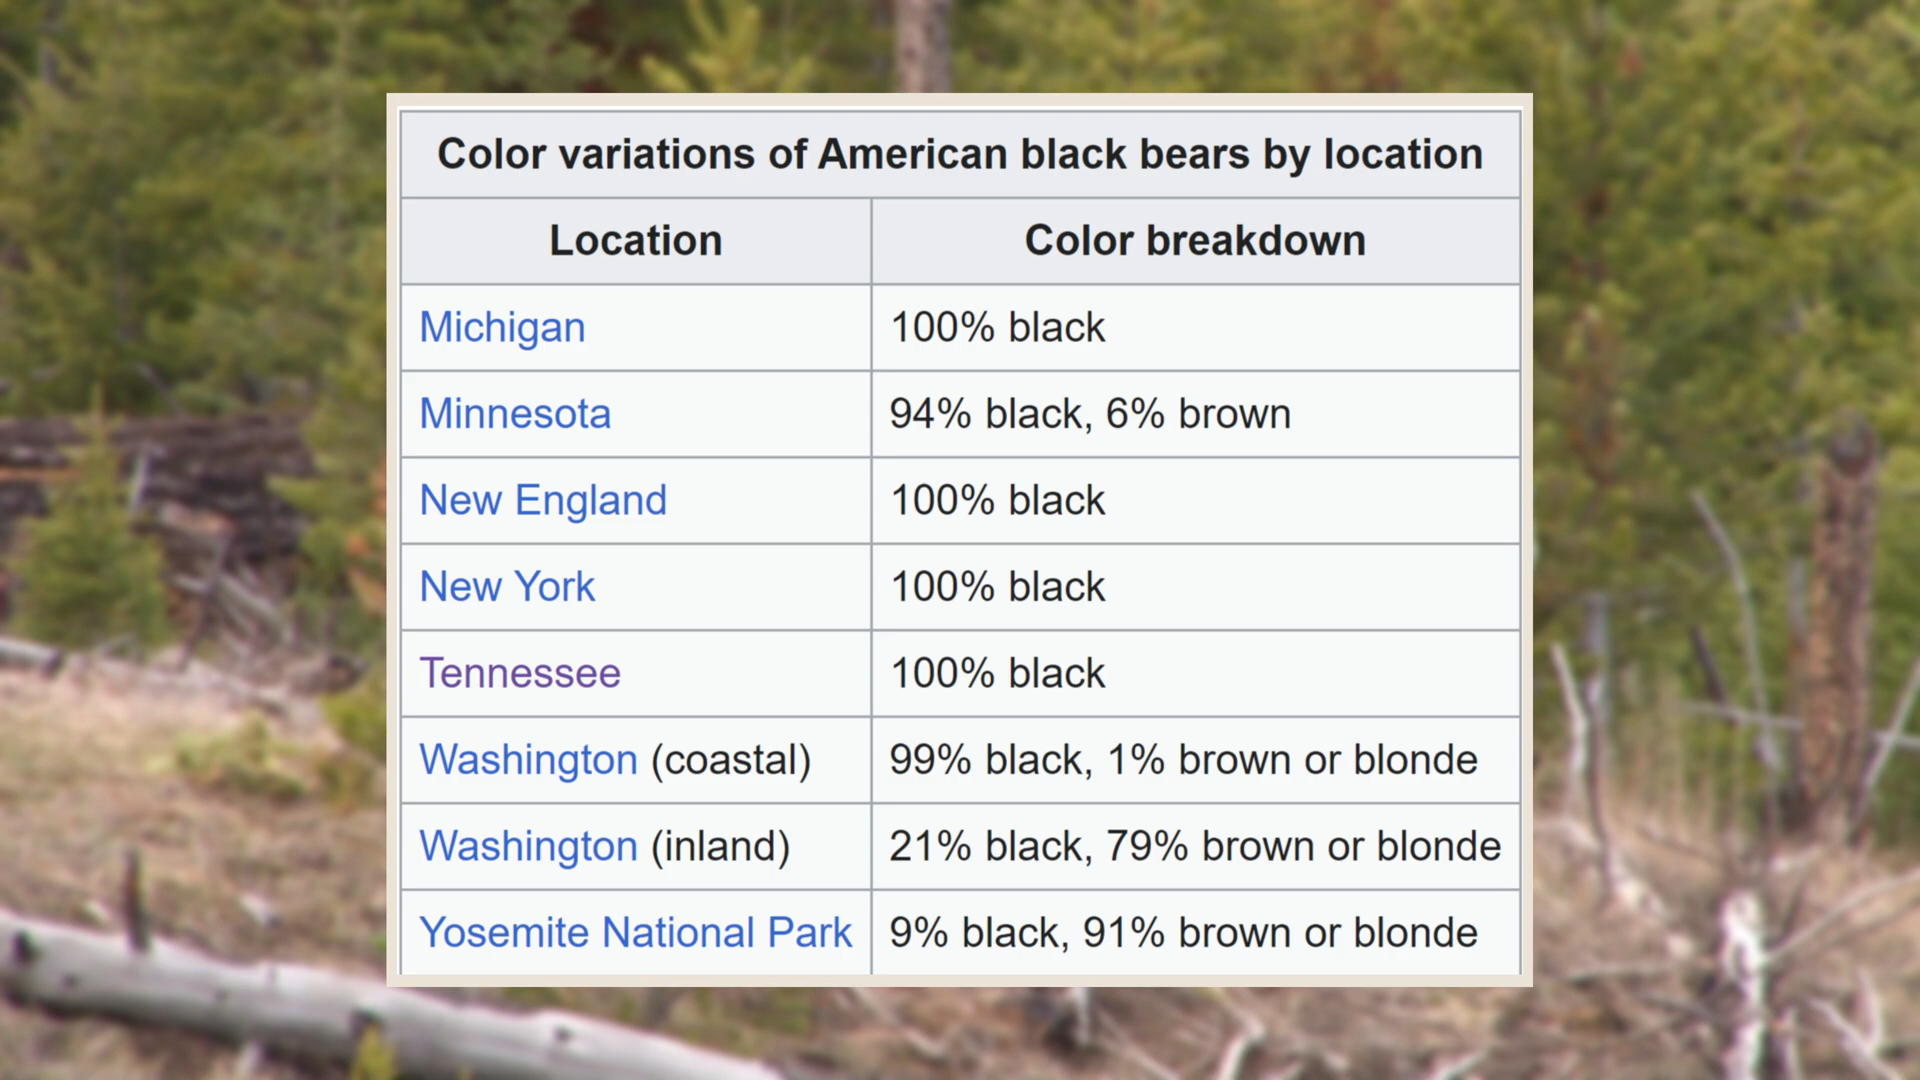 Color variations of American black bears by location
Location Color breakdown
Michigan 100% black
Minnesota 94% black, 6% brown
New England 100% black
New York 100% black
Tennessee 100% black
Washington (coastal) 99% black, 1% brown or blonde
Washington (inland) 21% black, 79% brown or blonde
Yosemite National Park 9% black, 91% brown or blonde